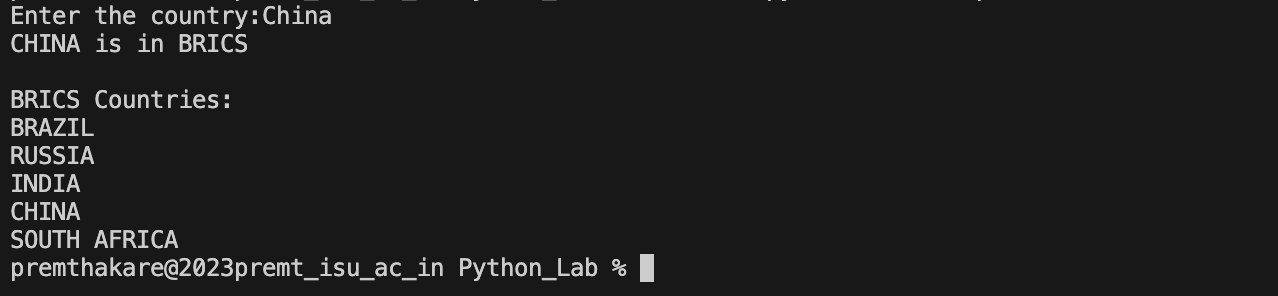 Enter the country:China
CHINA is in BRICS
BRICS Countries:
BRAZIL
RUSSIA
INDIA
CHINA
SOUTH AFRICA
premthakare@2023premt_isu_ac_in Python_Lab %